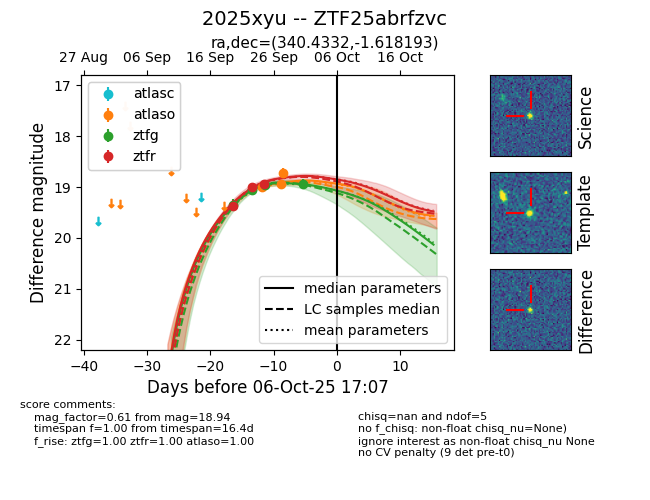 2025xyu -- ZTF25abrfzvc
ra,dec=(340.4332,-1.618193)
27 Aug 06 Sep 16 Sep 26 Sep 06 Oct 16 Oct
17
18
19
20
21
22
Difference magnitude
atlasc
atlaso
ztfg
ztfr
median parameters
LC samples median
mean parameters
−40 −30 −20 −10 0 10
Days before 06-Oct-25 17:07
Science
Template
Difference
score comments:
mag_factor=0.61 from mag=18.94
timespan f=1.00 from timespan=16.4d
f_rise: ztfg=1.00 ztfr=1.00 atlaso=1.00
chisq=nan and ndof=5
no f_chisq: non-float chisq_nu=None)
ignore interest as non-float chisq_nu None
no CV penalty (9 det pre-t0)